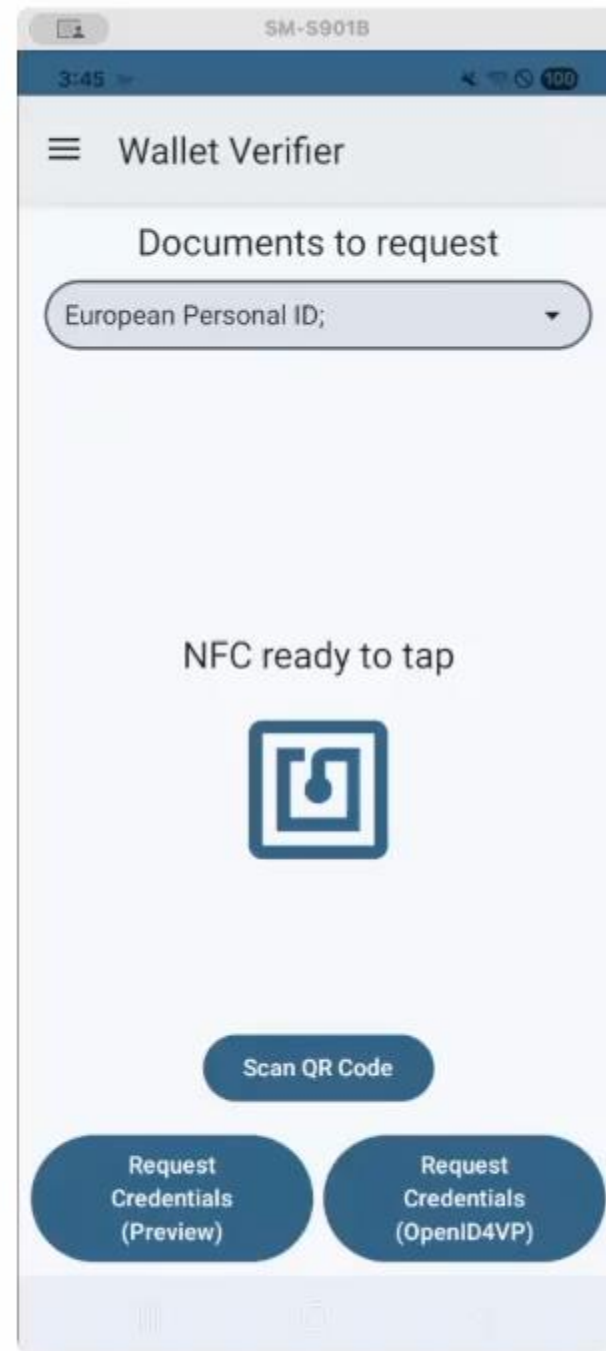 SM-S901B
3:45
100
Wallet Verifier
Documents to request
European Personal ID;
NFC ready to tap
Scan QR Code
Request
Credentials
(Preview)
Request
Credentials
(OpenID4VP)